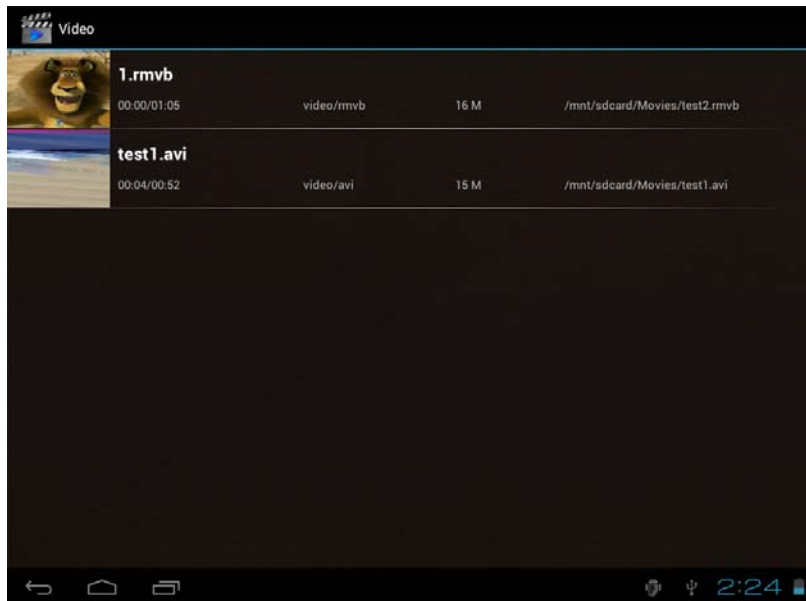 Video
1.rmvb
00:00/01:05 video/rmvb 16 M /mnt/sdcard/Movies/test2.rmvb
test1.avi
00:04/00:52 video/avi 15 M /mnt/sdcard/Movies/test1.avi
2:24